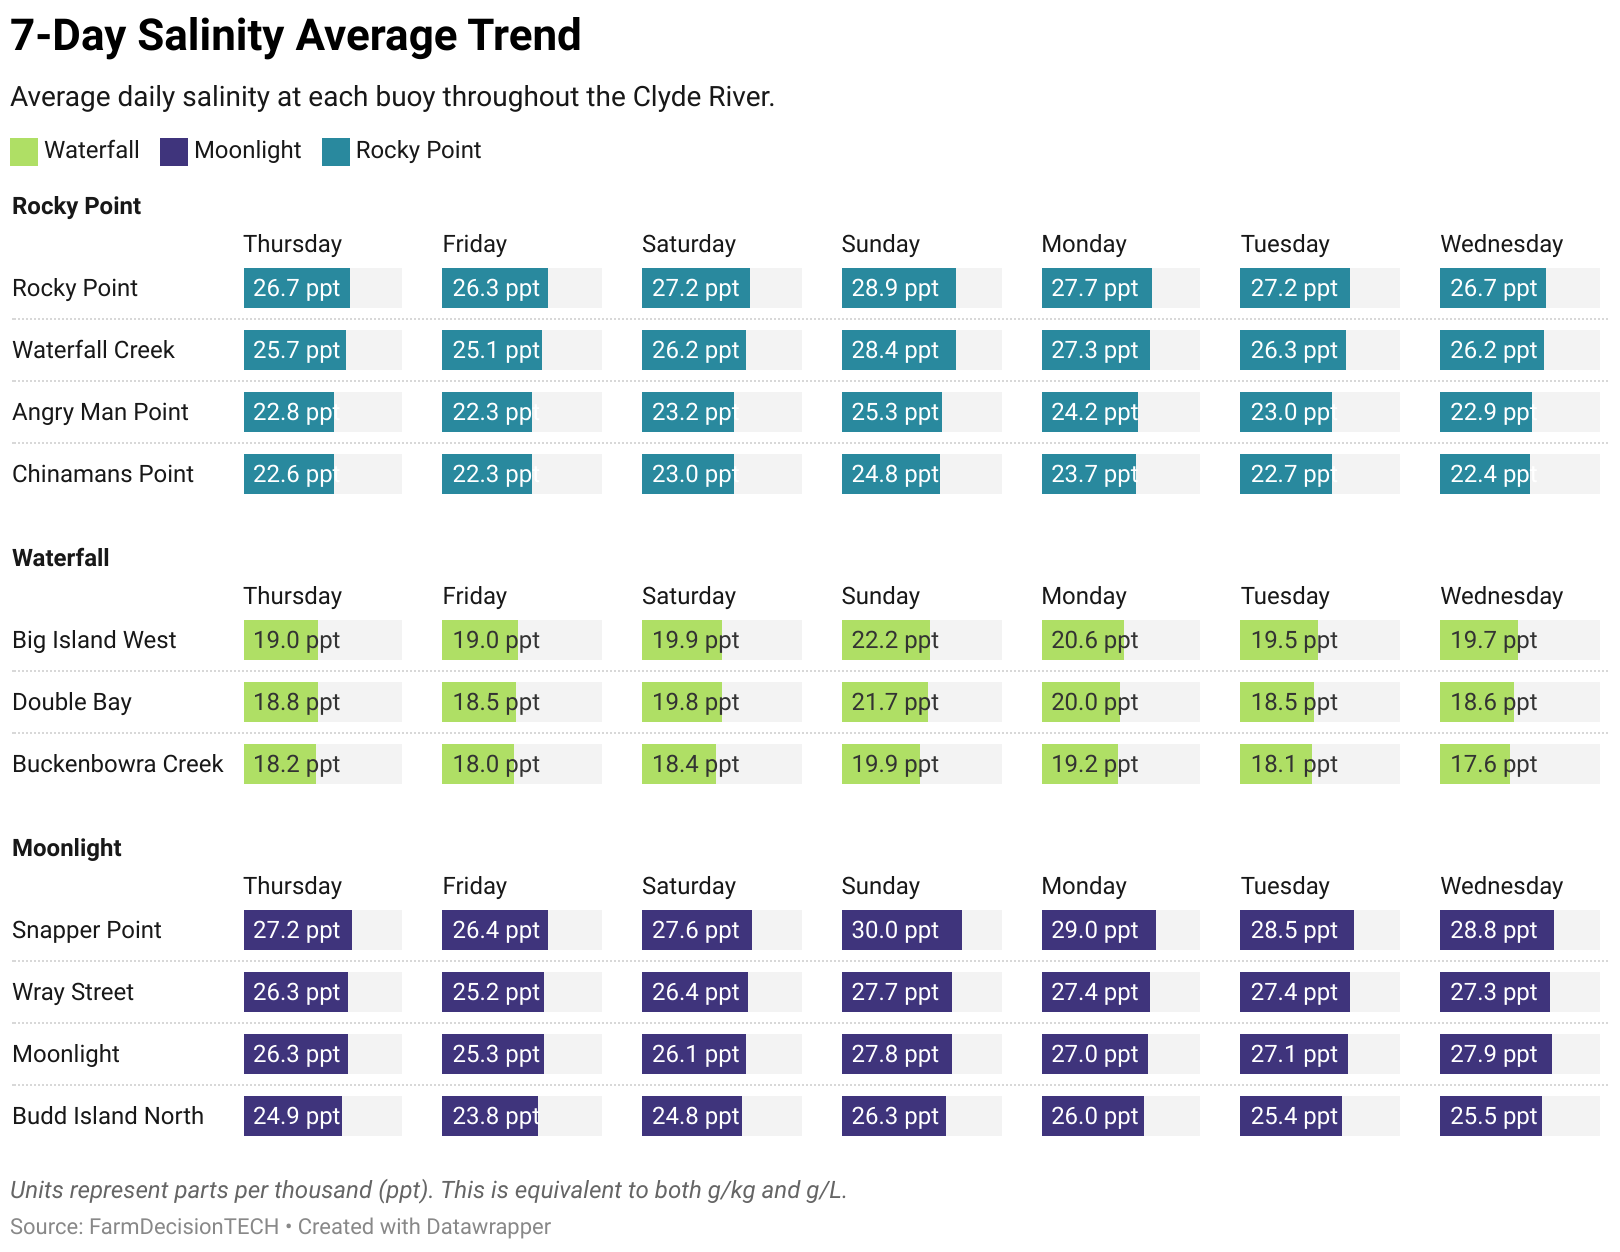 7-Day Salinity Average Trend
Average daily salinity at each buoy throughout the Clyde River.
Waterfall Moonlight Rocky Point
Rocky Point
Thursday Friday Saturday Sunday Monday Tuesday Wednesday
Rocky Point 26.7 ppt 26.3 ppt 27.2 ppt 28.9 ppt 27.7 ppt 27.2 ppt 26.7 ppt
Waterfall Creek 25.7 ppt 25.1 ppt 26.2 ppt 28.4 ppt 27.3 ppt 26.3 ppt 26.2 ppt
Angry Man Point 22.8 ppt 22.3 ppt 23.2 ppt 25.3 ppt 24.2 ppt 23.0 ppt 22.9 ppt
Chinamans Point 22.6 ppt 22.3 ppt 23.0 ppt 24.8 ppt 23.7 ppt 22.7 ppt 22.4 ppt
Waterfall
Thursday Friday Saturday Sunday Monday Tuesday Wednesday
Big Island West 19.0 ppt 19.0 ppt 19.9 ppt 22.2 ppt 20.6 ppt 19.5 ppt 19.7 ppt
Double Bay 18.8 ppt 18.5 ppt 19.8 ppt 21.7 ppt 20.0 ppt 18.5 ppt 18.6 ppt
Buckenbowra Creek 18.2 ppt 18.0 ppt 18.4 ppt 19.9 ppt 19.2 ppt 18.1 ppt 17.6 ppt
Moonlight
Thursday Friday Saturday Sunday Monday Tuesday Wednesday
Snapper Point 27.2 ppt 26.4 ppt 27.6 ppt 30.0 ppt 29.0 ppt 28.5 ppt 28.8 ppt
Wray Street 26.3 ppt 25.2 ppt 26.4 ppt 27.7 ppt 27.4 ppt 27.4 ppt 27.3 ppt
Moonlight 26.3 ppt 25.3 ppt 26.1 ppt 27.8 ppt 27.0 ppt 27.1 ppt 27.9 ppt
Budd Island North 24.9 ppt 23.8 ppt 24.8 ppt 26.3 ppt 26.0 ppt 25.4 ppt 25.5 ppt
Units represent parts per thousand (ppt). This is equivalent to both g/kg and g/L.
Source: FarmDecisionTECH • Created with Datawrapper